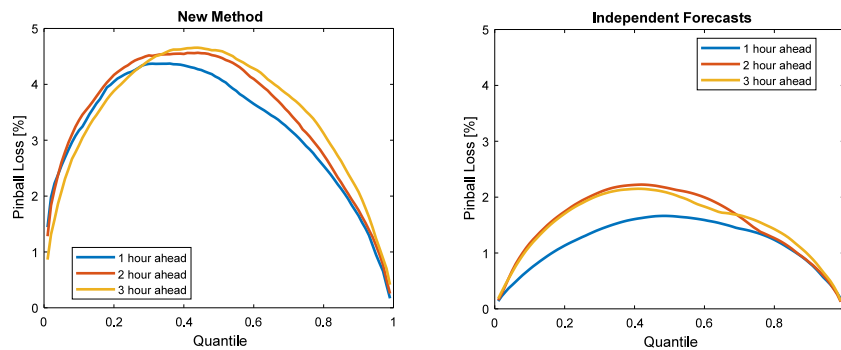 New Method
Pinball Loss [%]
5
4
3
2
1
0
1 hour ahead
2 hour ahead
3 hour ahead
0 0.2 0.4 0.6 0.8 1
Quantile
Independent Forecasts
Pinball Loss [%]
5
4
3
2
1
0
1 hour ahead
2 hour ahead
3 hour ahead
0 0.2 0.4 0.6 0.8
Quantile